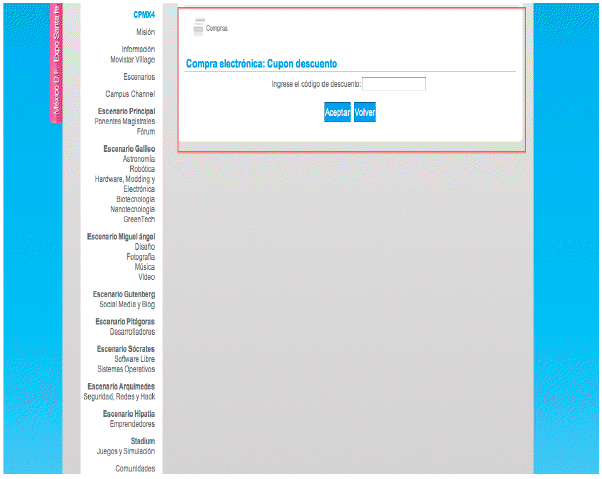 México D.F. - Expo Santa Fe
CPMX4
Misión
Información
Movistar Village
Escenarios
Campus Channel
Escenario Principal
Ponentes Magistrales
Fórum
Escenario Galileo
Astronomía
Robótica
Hardware, Modding y
Electrónica
Biotecnología
Nanotecnología
GreenTech
Escenario Miguel ángel
Diseño
Fotografía
Música
Video
Escenario Gutenberg
Social Media y Blog
Escenario Pitágoras
Desarrolladores
Escenario Sócrates
Software Libre
Sistemas Operativos
Escenario Arquímedes
Seguridad, Redes y Hack
Escenario Hipatia
Emprendedores
Stadium
Juegos y Simulación
Comunidades
Compras
Compra electrónica: Cupon descuento
Ingrese el código de descuento:
Aceptar Volver